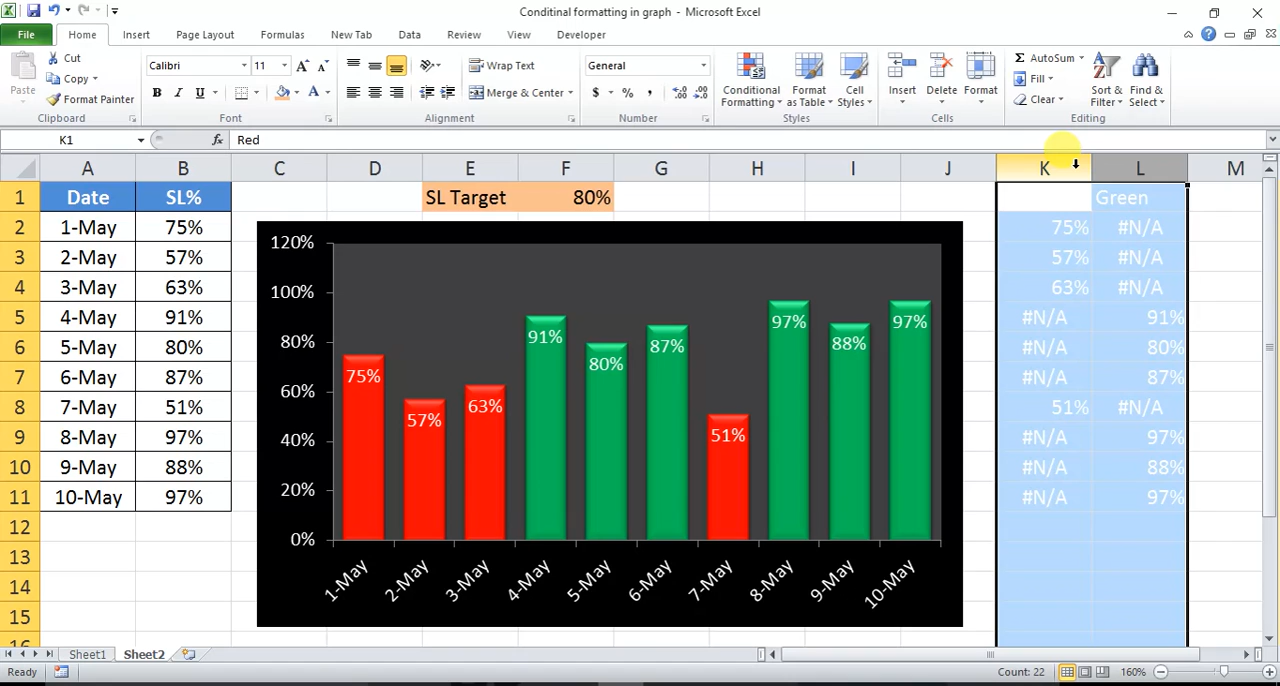 Conditinal formatting in graph - Microsoft Excel
File Home Insert Page Layout Formulas New Tab Data Review View Developer
Paste Cut Copy Format Painter Clipboard
Calibri 11 A A B I U A Font
Wrap Text Merge & Center Alignment
General $ % , Number
Conditional Formatting Format as Table Cell Styles Styles
Insert Delete Format Cells
Σ AutoSum Fill Clear Sort & Filter Find & Select Editing
K1 fx Red
A B C D E F G H I J K L M
1 Date SL% SL Target 80% Green
2 1-May 75% 75% #N/A
3 2-May 57% 57% #N/A
4 3-May 63% 63% #N/A
5 4-May 91% #N/A 91%
6 5-May 80% #N/A 80%
7 6-May 87% #N/A 87%
8 7-May 51% 51% #N/A
9 8-May 97% #N/A 97%
10 9-May 88% #N/A 88%
11 10-May 97% #N/A 97%
12
13
14
15
16
120%
100%
80%
60%
40%
20%
0%
75% 57% 63% 91% 80% 87% 51% 97% 88% 97%
1-May 2-May 3-May 4-May 5-May 6-May 7-May 8-May 9-May 10-May
Sheet1 Sheet2
Ready Count: 22 160%